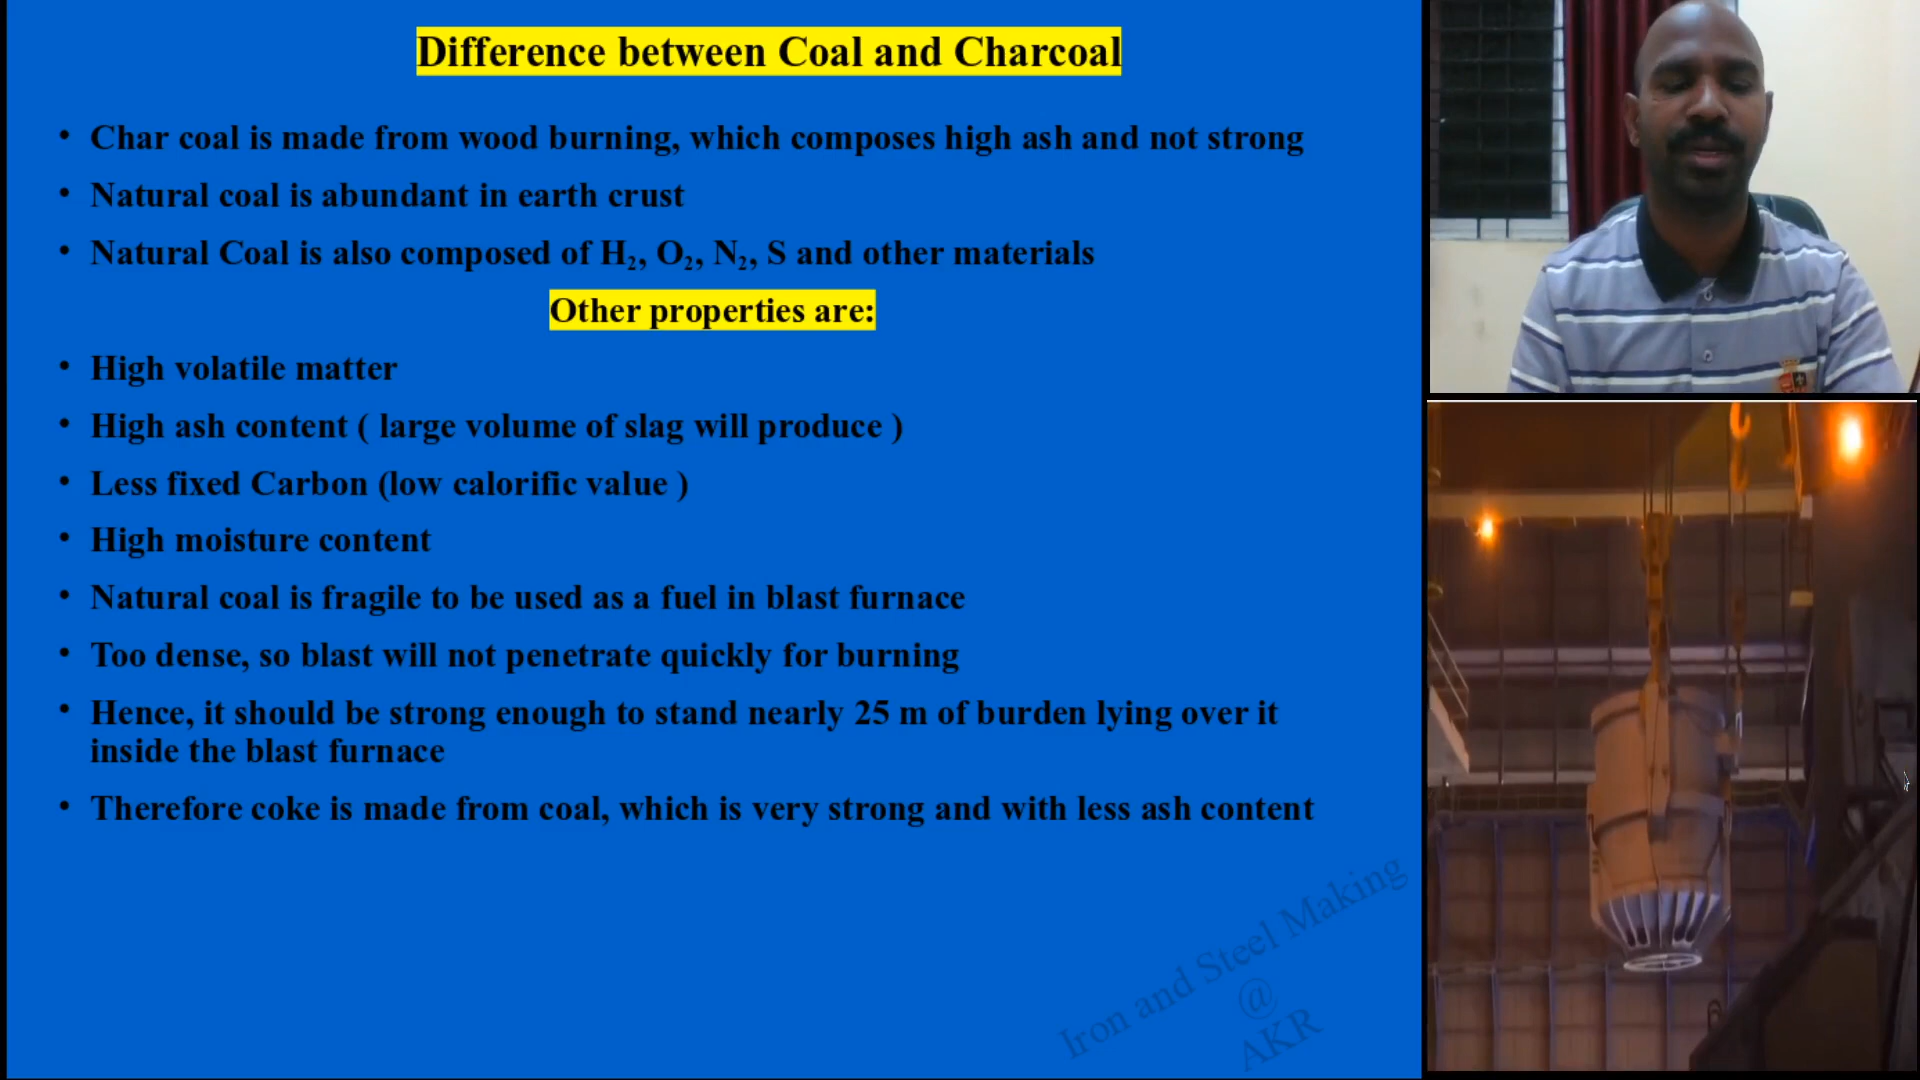 Difference between Coal and Charcoal
• Char coal is made from wood burning, which composes high ash and not strong
• Natural coal is abundant in earth crust
• Natural Coal is also composed of H₂, O₂, N₂, S and other materials
Other properties are:
• High volatile matter
• High ash content ( large volume of slag will produce )
• Less fixed Carbon (low calorific value )
• High moisture content
• Natural coal is fragile to be used as a fuel in blast furnace
• Too dense, so blast will not penetrate quickly for burning
• Hence, it should be strong enough to stand nearly 25 m of burden lying over it
inside the blast furnace
• Therefore coke is made from coal, which is very strong and with less ash content
Iron and Steel Making
@
AKR